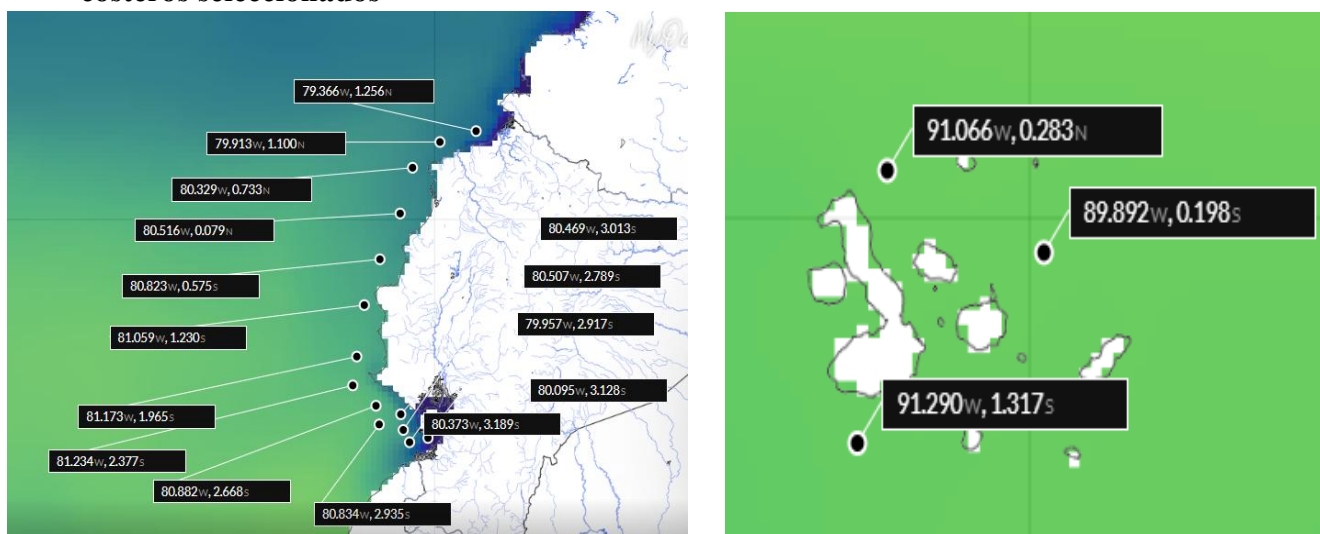 costeros seleccionados
79.366W, 1.256N
79.913W, 1.100N
80.329W, 0.733N
80.516W, 0.079N
80.469W, 3.013S
80.507W, 2.789S
80.823W, 0.575S
79.957W, 2.917S
81.059W, 1.230S
80.095W, 3.128S
81.173W, 1.965S
80.373W, 3.189S
81.234W, 2.377S
80.882W, 2.668S
80.834W, 2.935S
91.066W, 0.283N
89.892W, 0.198S
91.290W, 1.317S